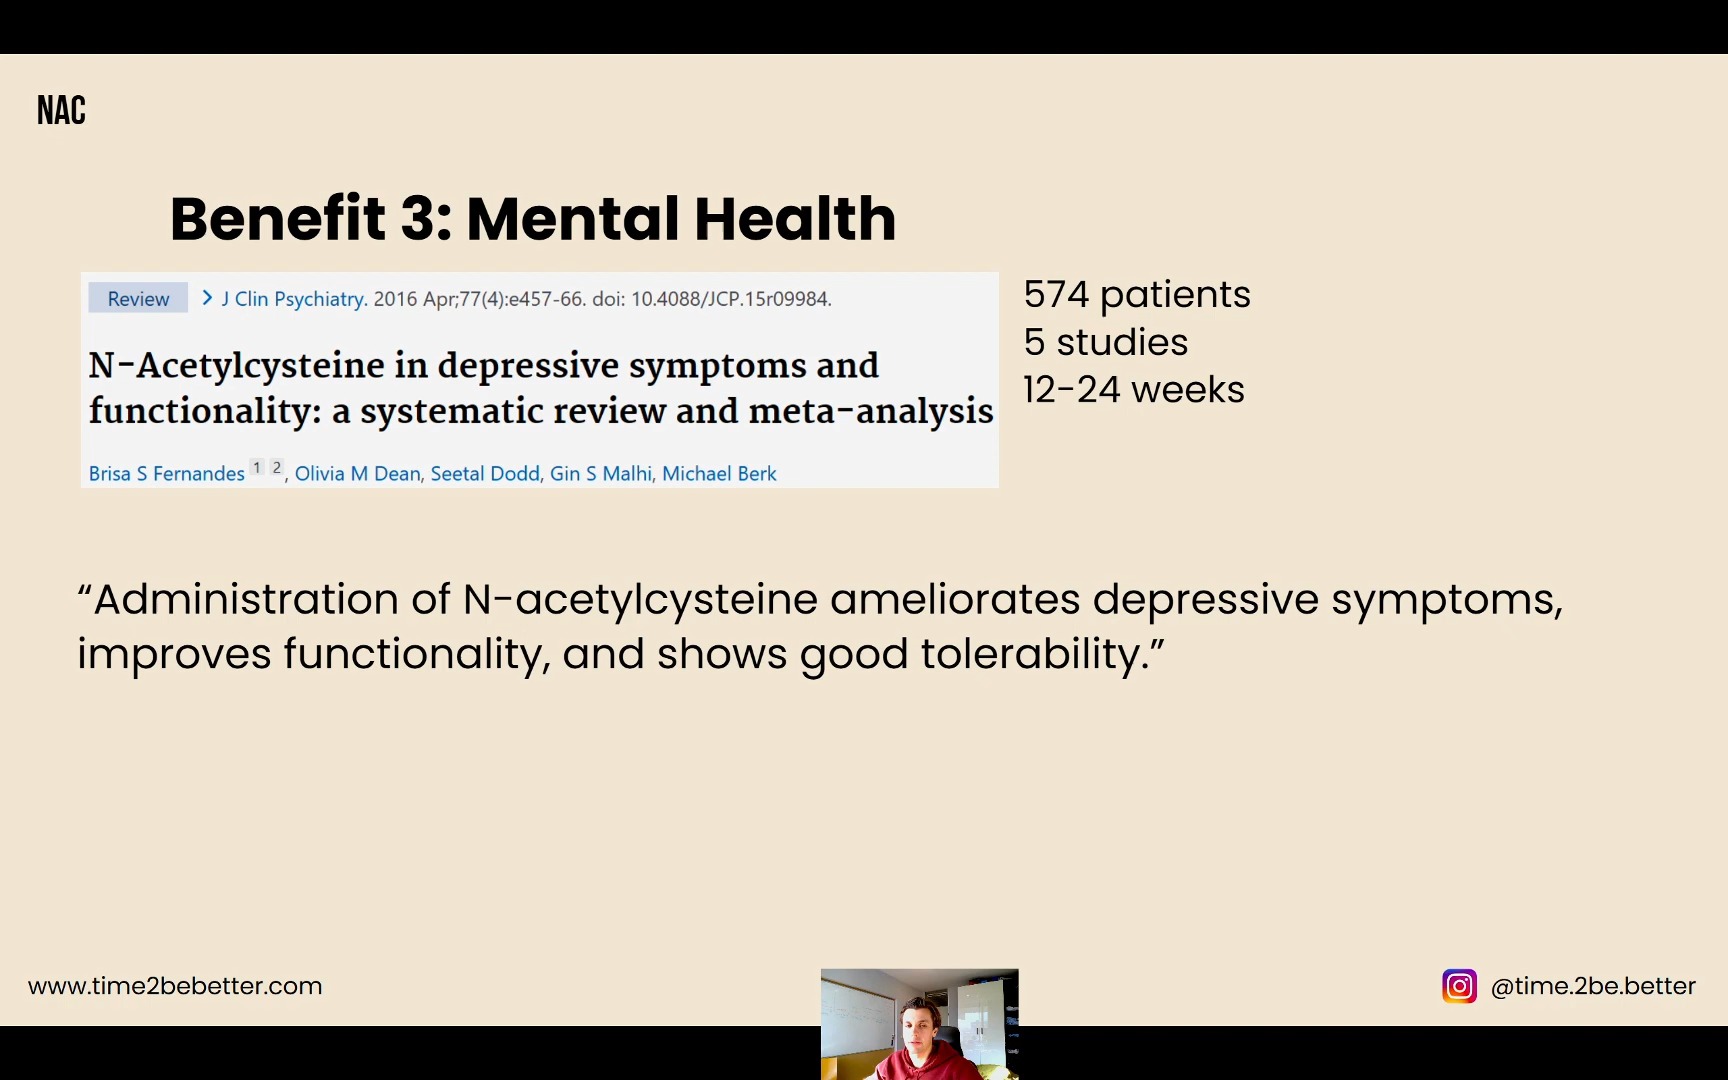 NAC
Benefit 3: Mental Health
Review > J Clin Psychiatry. 2016 Apr;77(4):e457-66. doi: 10.4088/JCP.15r09984.
N-Acetylcysteine in depressive symptoms and
functionality: a systematic review and meta-analysis
Brisa S Fernandes 1 2, Olivia M Dean, Seetal Dodd, Gin S Malhi, Michael Berk
574 patients
5 studies
12-24 weeks
“Administration of N-acetylcysteine ameliorates depressive symptoms,
improves functionality, and shows good tolerability.”
www.time2bebetter.com
@time.2be.better